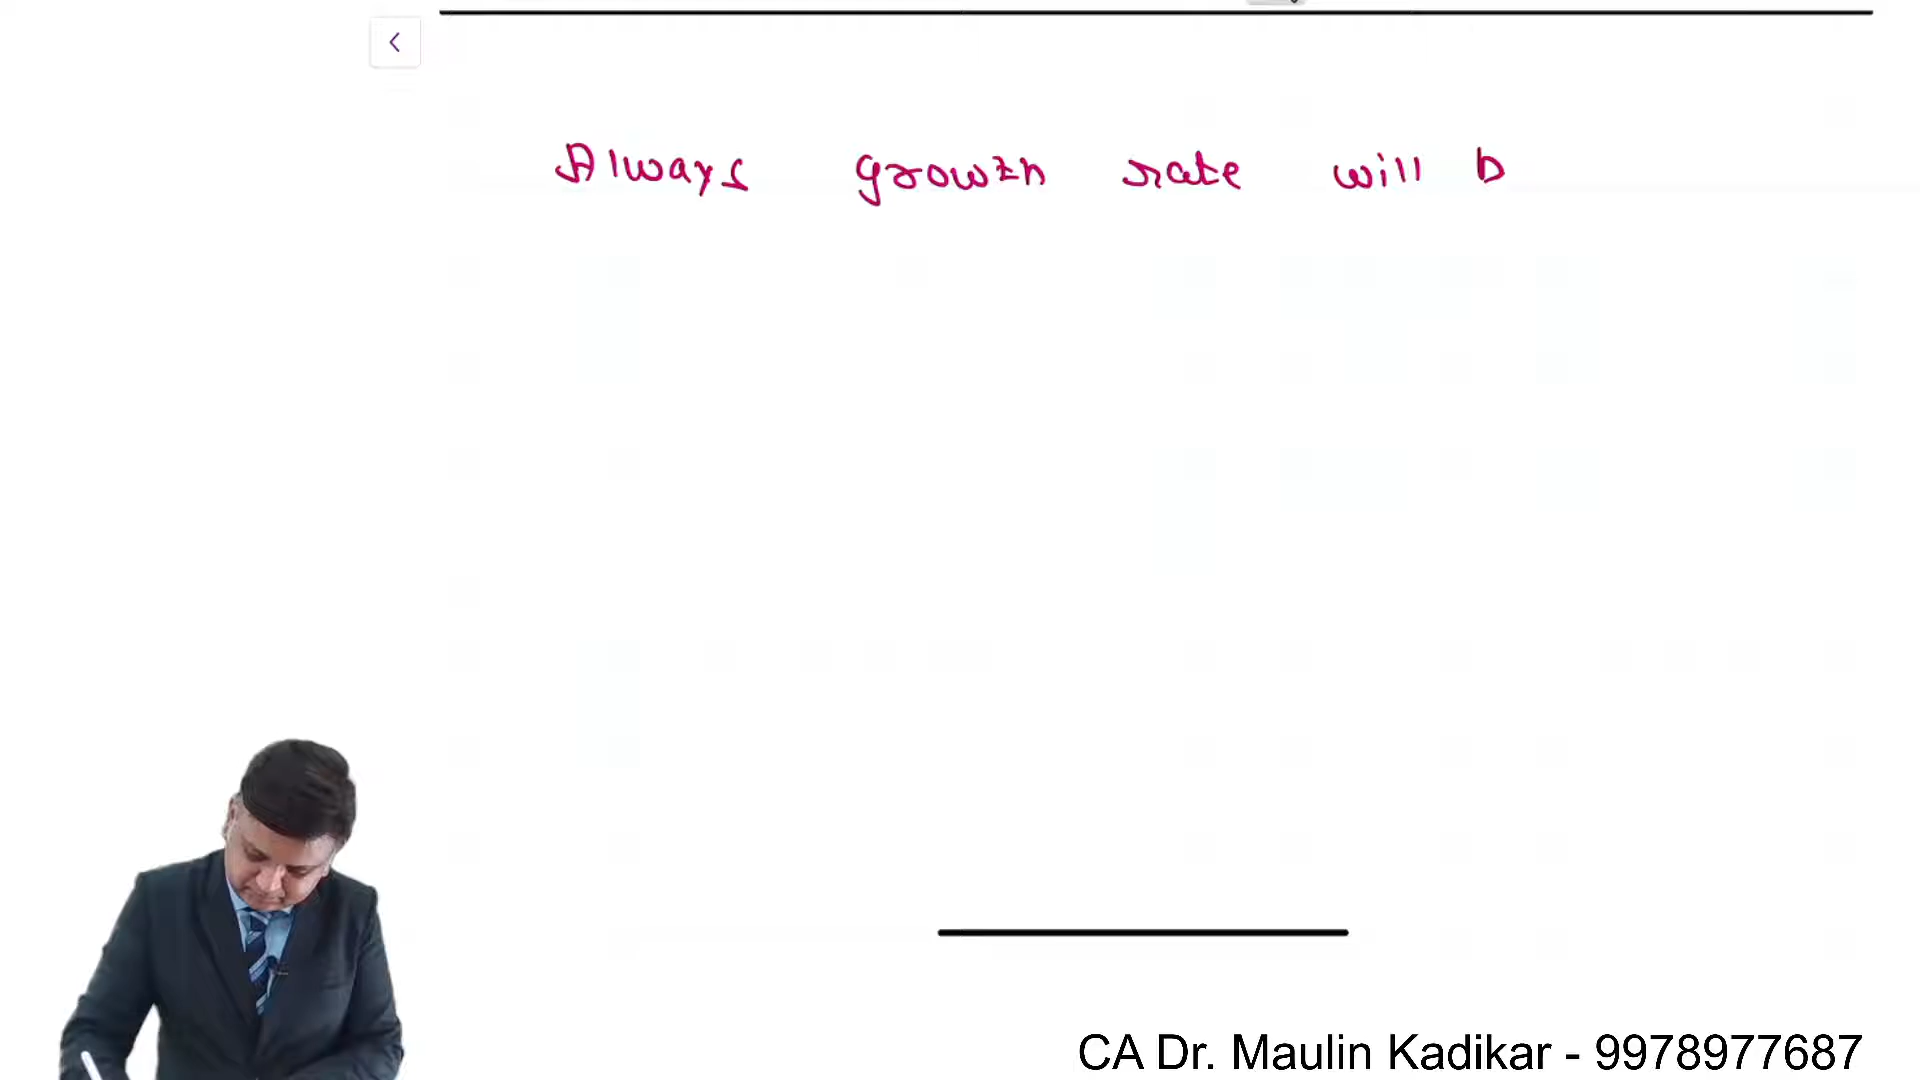 Always growth rate will b
CA Dr. Maulin Kadikar - 9978977687